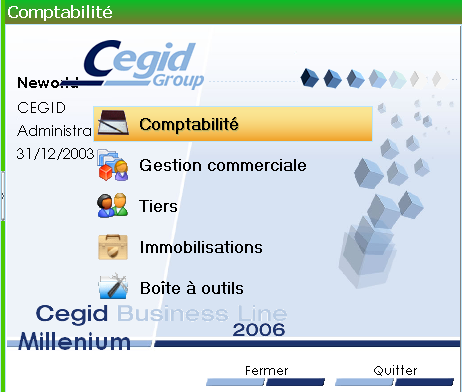 Comptabilité
Cegid
Group
Neworld
CEGID
Administra
31/12/2003
Comptabilité
Gestion commerciale
Tiers
Immobilisations
Boîte à outils
Cegid Business Line
2006
Millenium
Fermer
Quitter